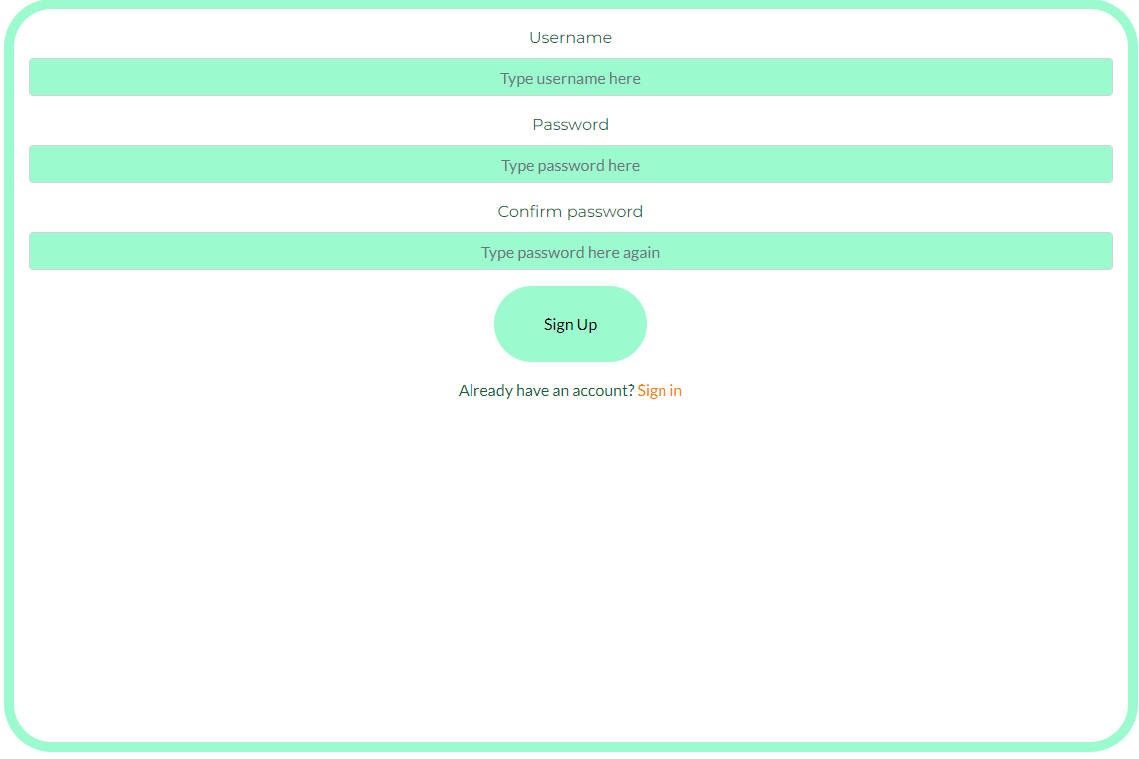 Username
Type username here
Password
Type password here
Confirm password
Type password here again
Sign Up
Already have an account? Sign in